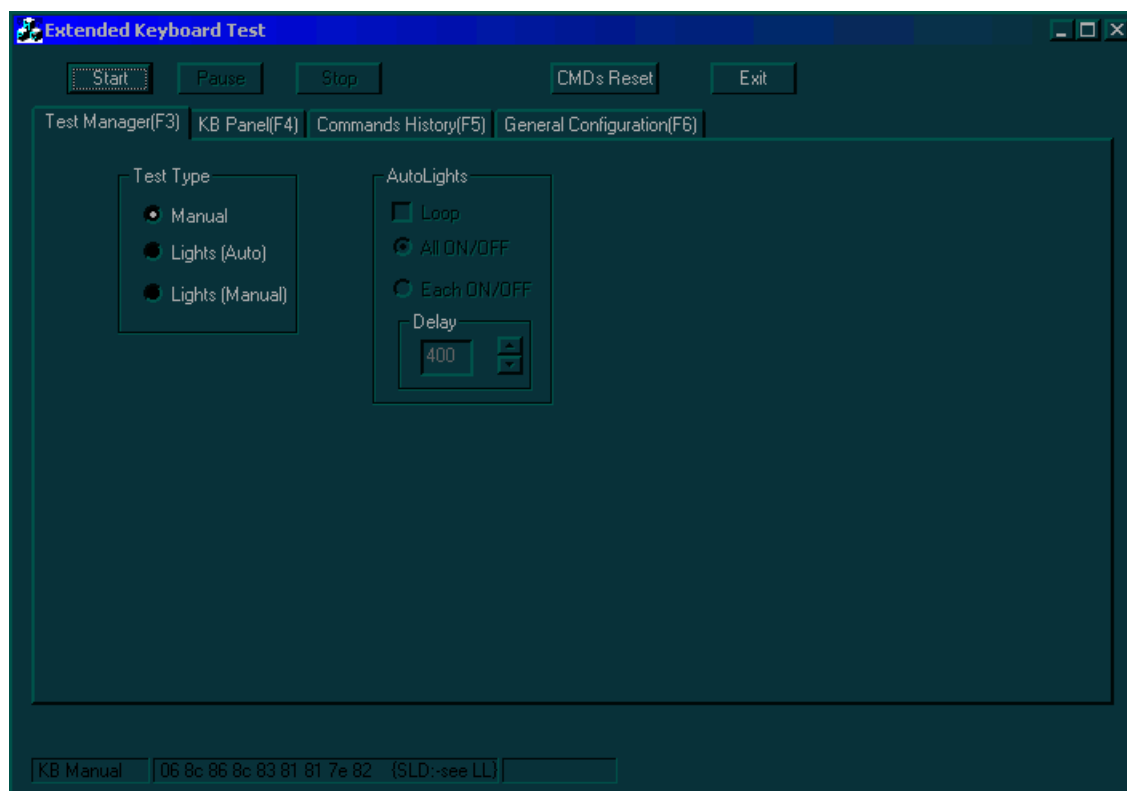 Extended Keyboard Test
Start Pause Stop CMDs Reset Exit
Test Manager(F3) KB Panel(F4) Commands History(F5) General Configuration(F6)
Test Type
Manual
Lights (Auto)
Lights (Manual)
AutoLights
Loop
All ON/OFF
Each ON/OFF
Delay
400
KB Manual 06 8c 86 8c 83 81 81 7e 82 {SLD:-see LL}